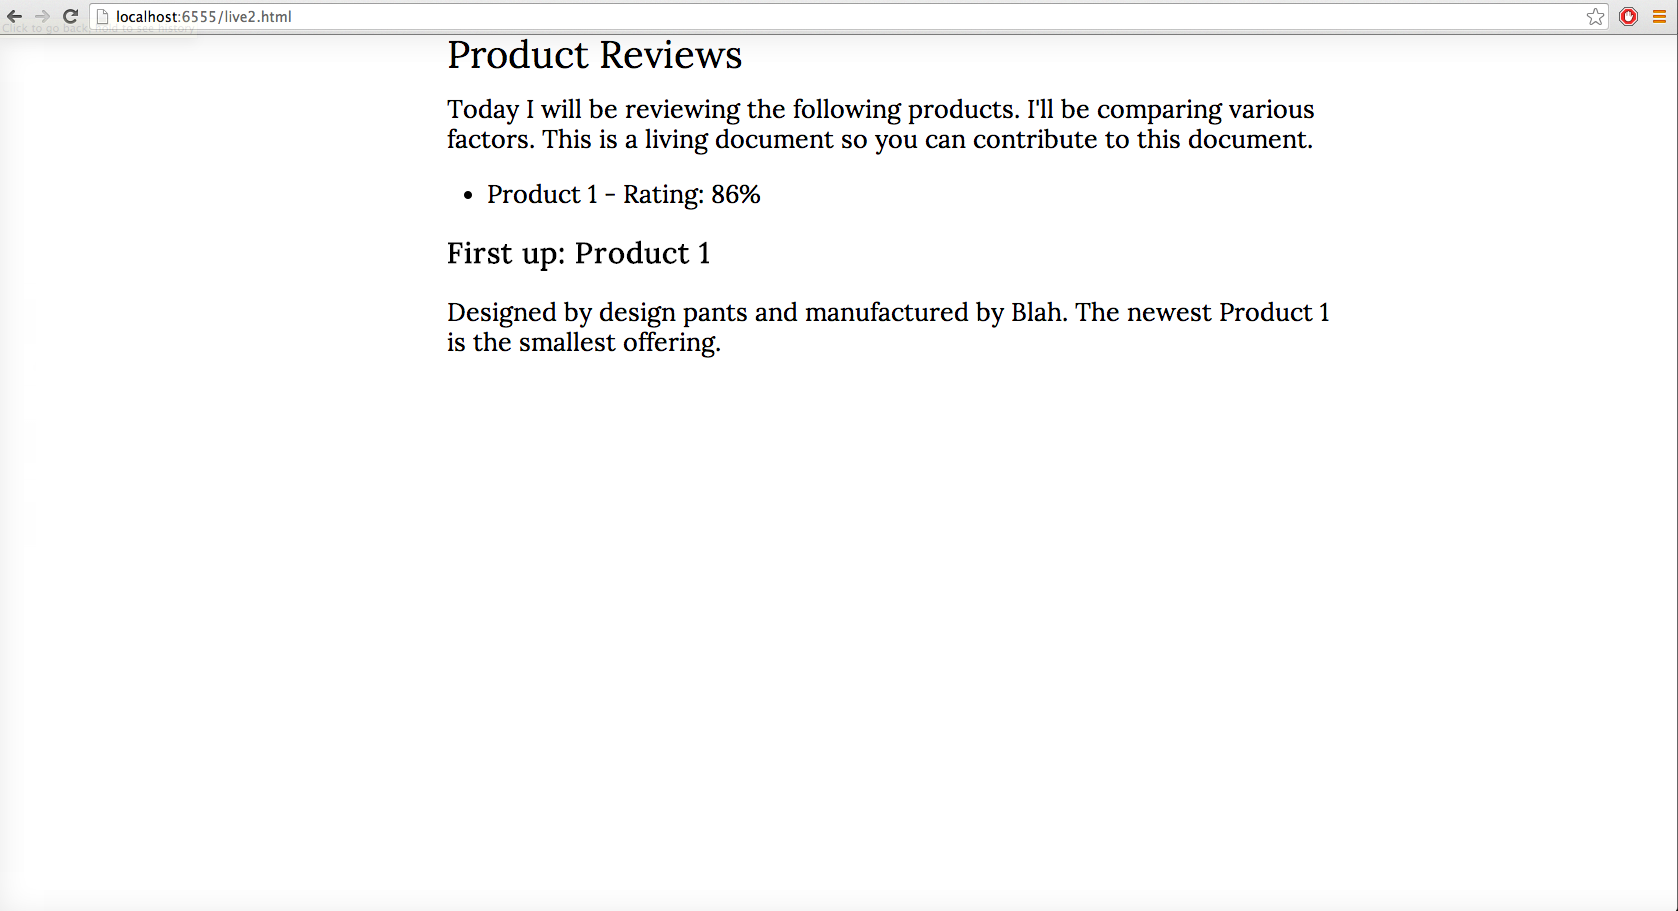 localhost:6555/live2.html
Click to go back, hold to see history
Product Reviews
Today I will be reviewing the following products. I'll be comparing various
factors. This is a living document so you can contribute to this document.
• Product 1 - Rating: 86%
First up: Product 1
Designed by design pants and manufactured by Blah. The newest Product 1
is the smallest offering.